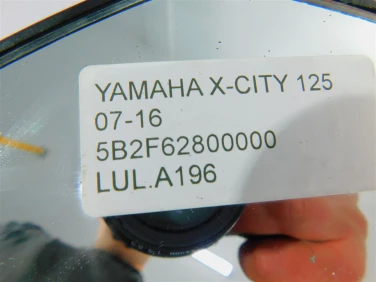 YAMAHA X-CITY 125
07-16
5B2F62800000
LUL.A196